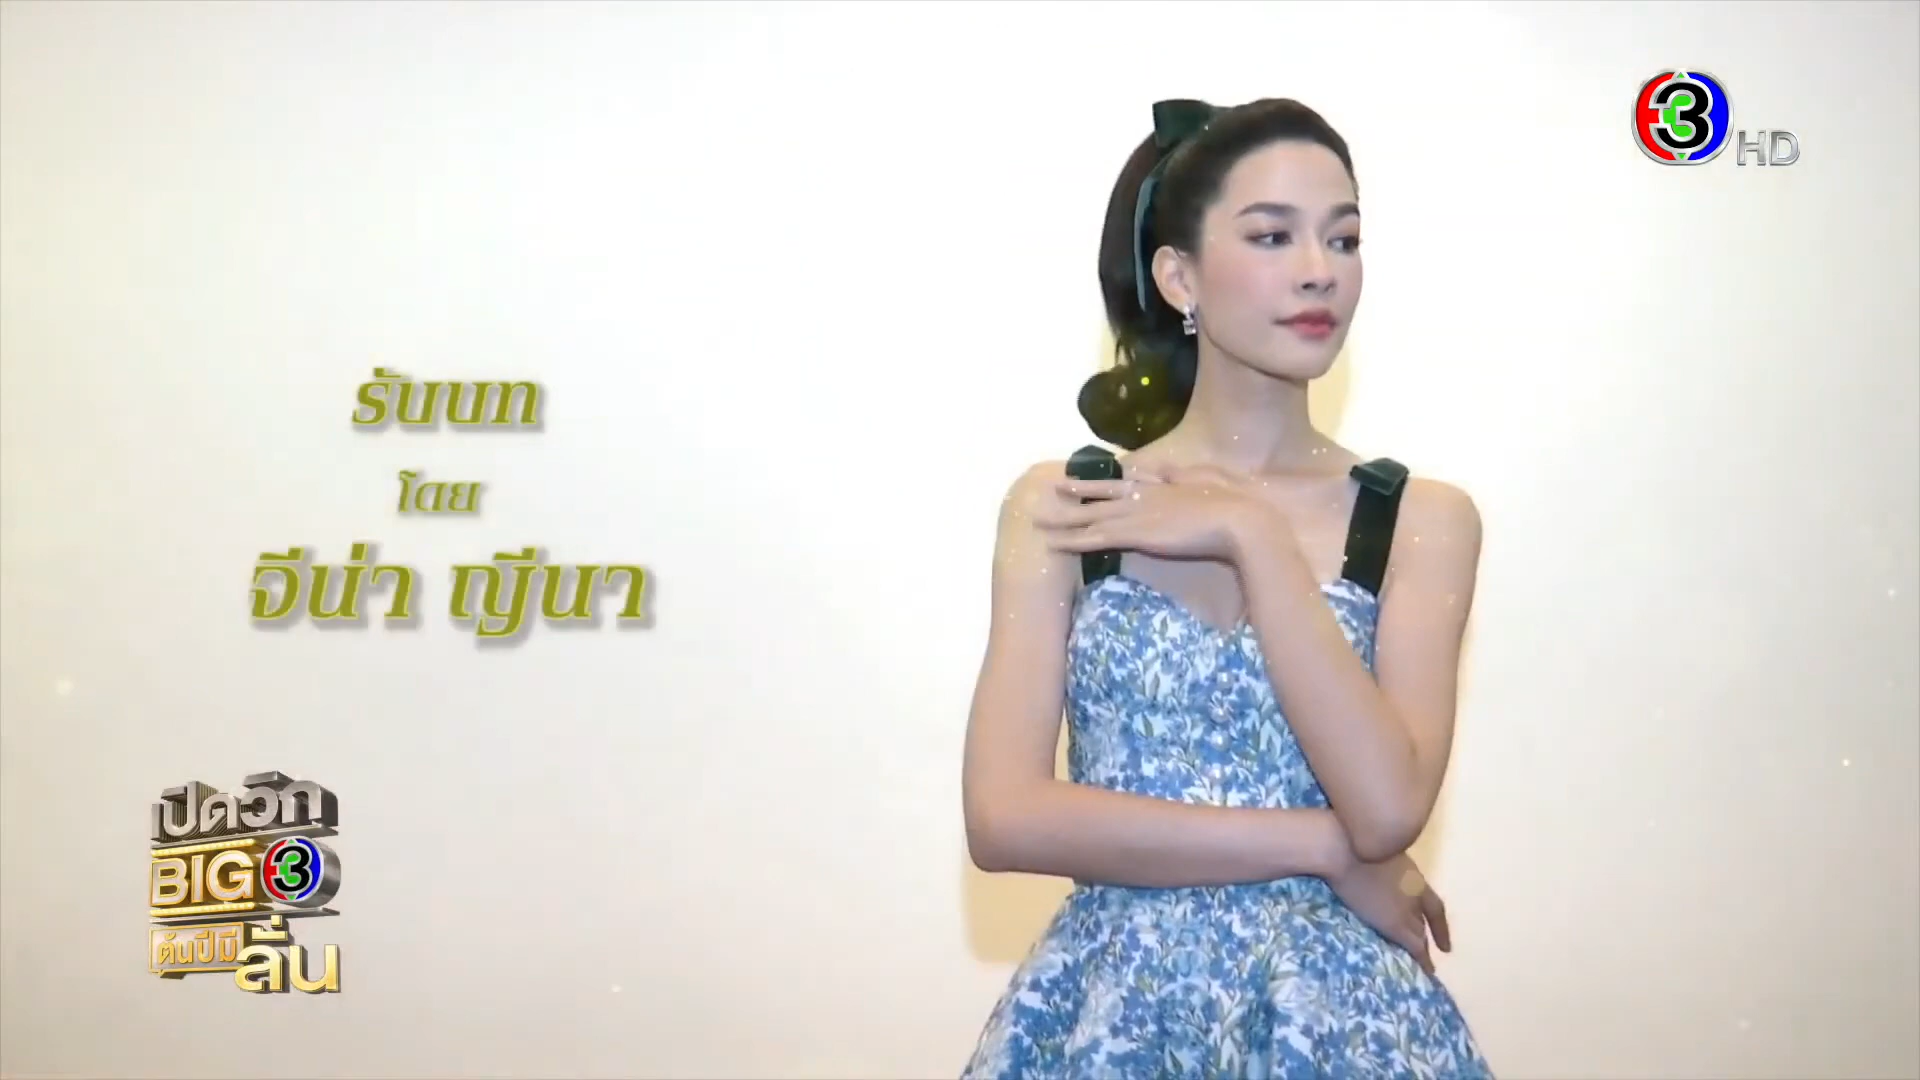 3 HD
รับบท
โดย
จีน่า ญีนา
เปิดวิก
BIG 3
ต้นปีมี
ลั่น